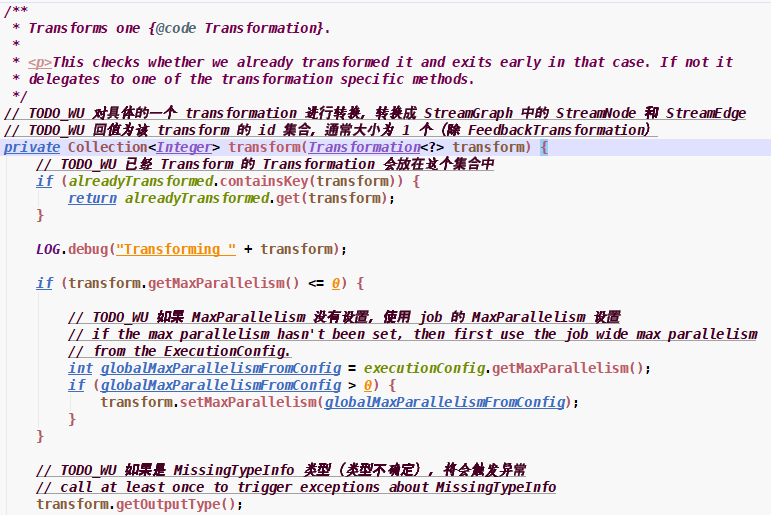 /**
 * Transforms one {@code Transformation}.
 *
 * <p>This checks whether we already transformed it and exits early in that case. If not it
 * delegates to one of the transformation specific methods.
 */
// TODO_WU 对具体的一个 transformation 进行转换，转换成 StreamGraph 中的 StreamNode 和 StreamEdge
// TODO_WU 回值为该 transform 的 id 集合，通常大小为 1 个（除 FeedbackTransformation）
private Collection<Integer> transform(Transformation<?> transform) {
    // TODO_WU 已经 Transform 的 Transformation 会放在这个集合中
    if (alreadyTransformed.containsKey(transform)) {
        return alreadyTransformed.get(transform);
    }

    LOG.debug("Transforming " + transform);

    if (transform.getMaxParallelism() <= 0) {

        // TODO_WU 如果 MaxParallelism 没有设置，使用 job 的 MaxParallelism 设置
        // if the max parallelism hasn't been set, then first use the job wide max parallelism
        // from the ExecutionConfig.
        int globalMaxParallelismFromConfig = executionConfig.getMaxParallelism();
        if (globalMaxParallelismFromConfig > 0) {
            transform.setMaxParallelism(globalMaxParallelismFromConfig);
        }
    }

    // TODO_WU 如果是 MissingTypeInfo 类型（类型不确定），将会触发异常
    // call at least once to trigger exceptions about MissingTypeInfo
    transform.getOutputType();